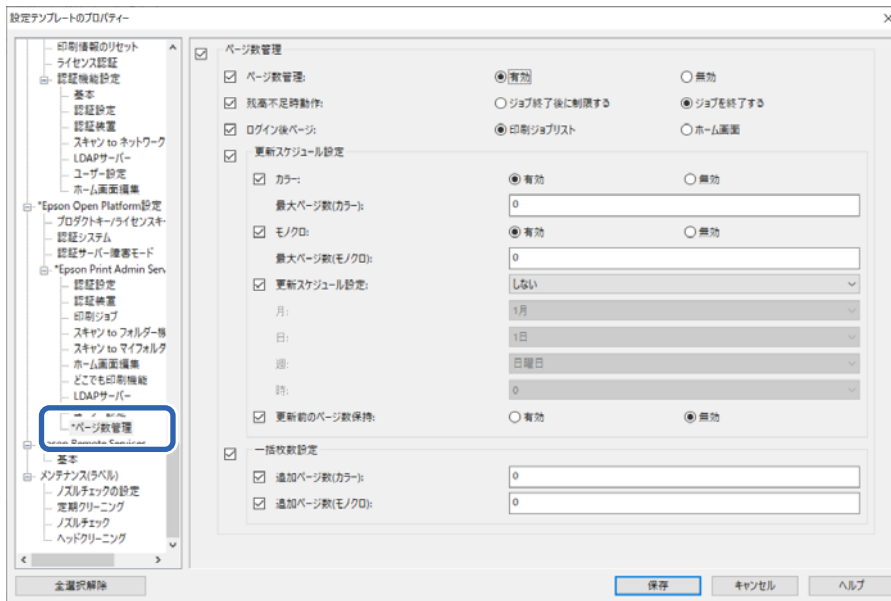 設定テンプレートのプロパティー
印刷情報のリセット
ライセンス認証
認証機能設定
基本
認証設定
認証装置
スキャン to ネットワーク
LDAPサーバー
ユーザー設定
ホーム画面編集
*Epson Open Platform設定
プロダクトキー/ライセンスキ
認証システム
認証サーバー障害モード
*Epson Print Admin Serv
認証設定
認証装置
印刷ジョブ
スキャン to フォルダー機
スキャン to マイフォルダ
ホーム画面編集
どこでも印刷機能
LDAPサーバー
*ページ数管理
Remote Services
基本
メンテナンス(ラベル)
ノズルチェックの設定
定期クリーニング
ノズルチェック
ヘッドクリーニング
全選択解除
ページ数管理
ページ数管理: 有効 無効
残高不足時動作: ジョブ終了後に制限する ジョブを終了する
ログイン後ページ: 印刷ジョブリスト ホーム画面
更新スケジュール設定
カラー: 有効 無効
最大ページ数(カラー): 0
モノクロ: 有効 無効
最大ページ数(モノクロ): 0
更新スケジュール設定: しない
月: 1月
日: 1日
週: 日曜日
時: 0
更新前のページ数保持: 有効 無効
一括枚数設定
追加ページ数(カラー): 0
追加ページ数(モノクロ): 0
保存 キャンセル ヘルプ